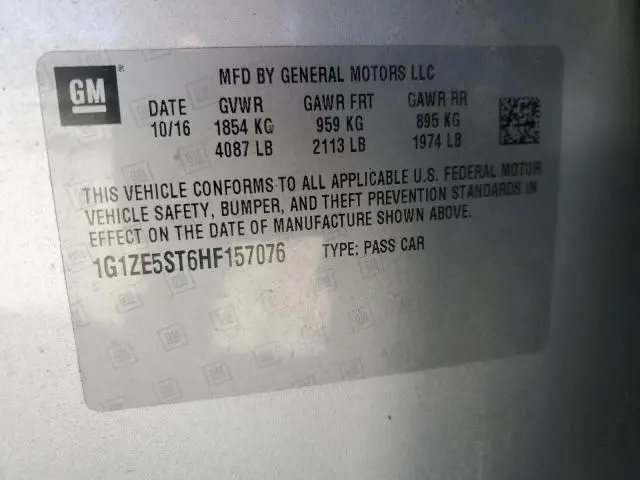 GM
MFD BY GENERAL MOTORS LLC
DATE GVWR GAWR FRT GAWR RR
10/16 1854 KG 959 KG 895 KG
4087 LB 2113 LB 1974 LB
THIS VEHICLE CONFORMS TO ALL APPLICABLE U.S. FEDERAL MOTOR
VEHICLE SAFETY, BUMPER, AND THEFT PREVENTION STANDARDS IN
EFFECT ON THE DATE OF MANUFACTURE SHOWN ABOVE.
1G1ZE5ST6HF157076 TYPE: PASS CAR